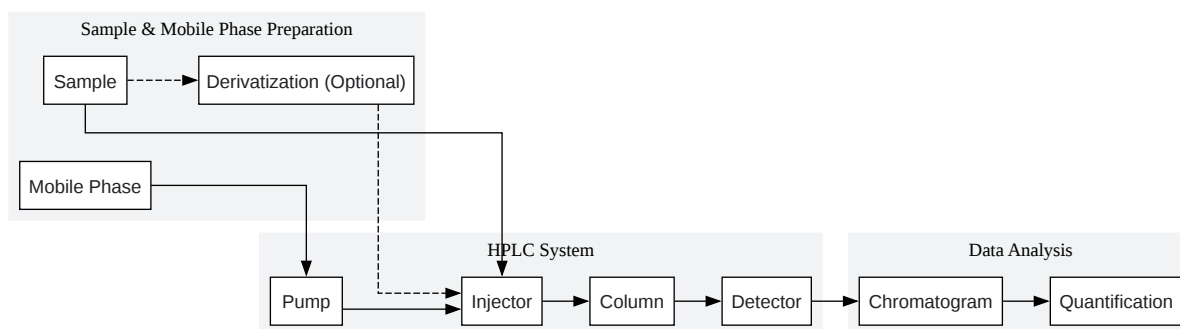 Sample & Mobile Phase Preparation
Sample
Derivatization (Optional)
Mobile Phase
HPLC System
Pump
Injector
Column
Detector
Data Analysis
Chromatogram
Quantification